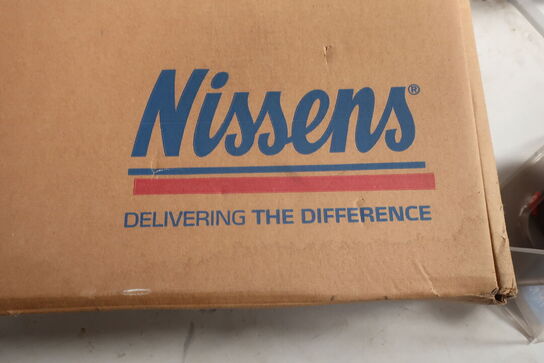 Nissens®
DELIVERING THE DIFFERENCE